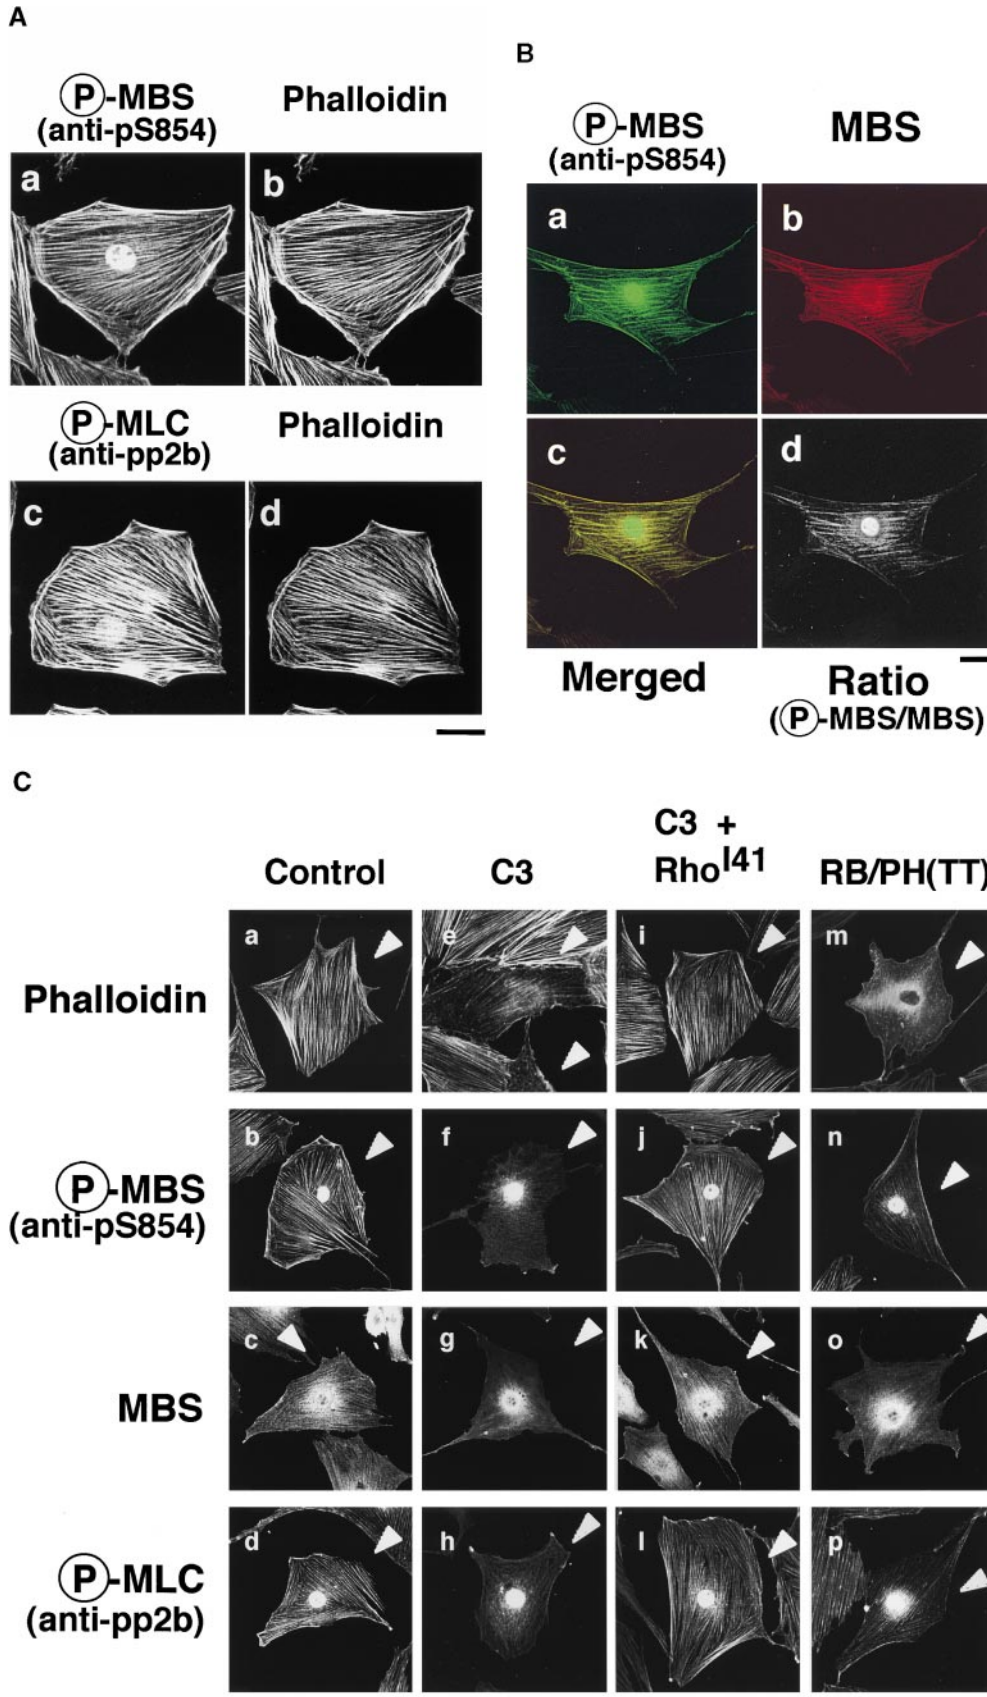 A
Ⓟ-MBS
(anti-pS854)
Phalloidin
a
b
Ⓟ-MLC
(anti-pp2b)
Phalloidin
c
d
B
Ⓟ-MBS
(anti-pS854)
MBS
a
b
c
d
Merged
Ratio
(Ⓟ-MBS/MBS)
C
Control
C3
C3 +
Rho^I41
RB/PH(TT)
Phalloidin
a
e
i
m
Ⓟ-MBS
(anti-pS854)
b
f
j
n
MBS
c
g
k
o
Ⓟ-MLC
(anti-pp2b)
d
h
l
p